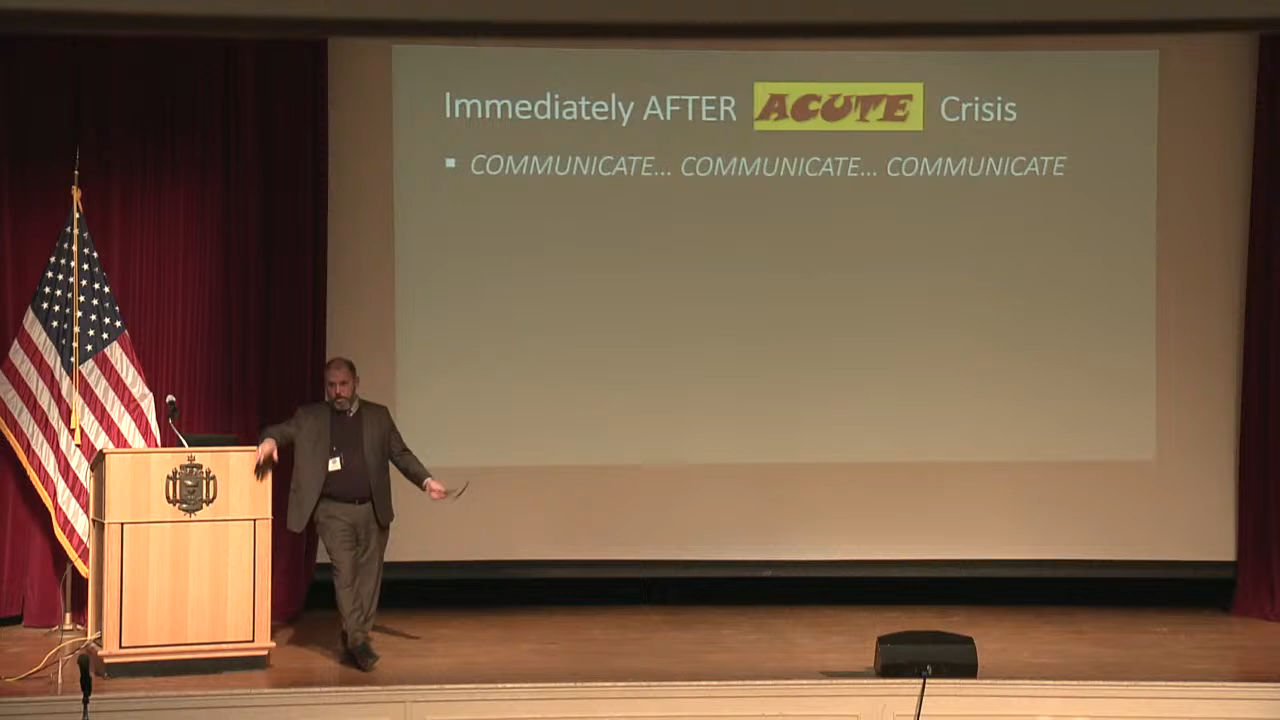 Immediately AFTER ACUTE Crisis
▪ COMMUNICATE... COMMUNICATE... COMMUNICATE